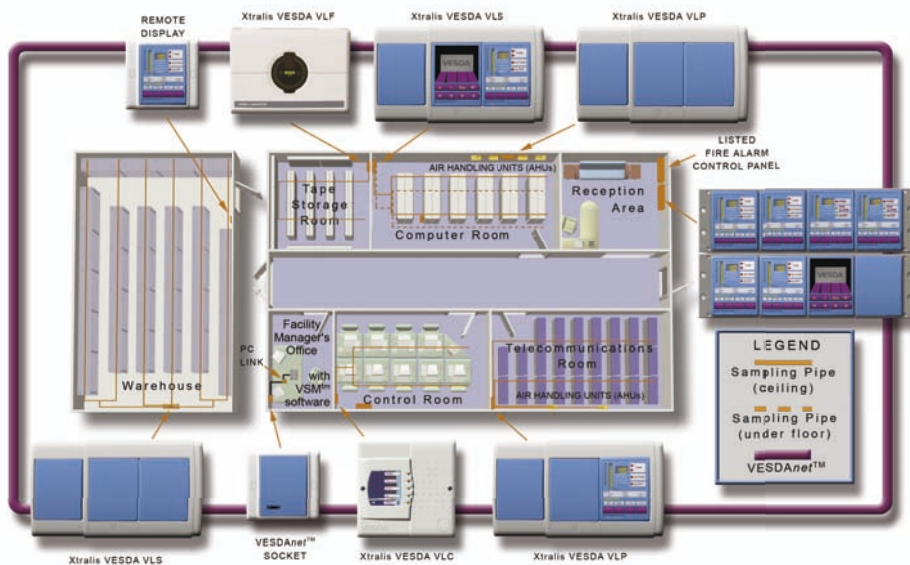 REMOTE
DISPLAY
Xtralis VESDA VLF
Xtralis VESDA VLS
Xtralis VESDA VLP
VESDA
LISTED
FIRE ALARM
CONTROL PANEL
AIR HANDLING UNITS (AHUs)
Tape
Storage
Room
Computer Room
Reception
Area
VESDA
Facility
Manager's
Office
with
VSM™
software
PC
LINK
Warehouse
Control Room
Telecommunications
Room
AIR HANDLING UNITS (AHUs)
LEGEND
Sampling Pipe
(ceiling)
Sampling Pipe
(under floor)
VESDAnet™
Xtralis VESDA VLS
VESDAnet™
SOCKET
Xtralis VESDA VLC
Xtralis VESDA VLP